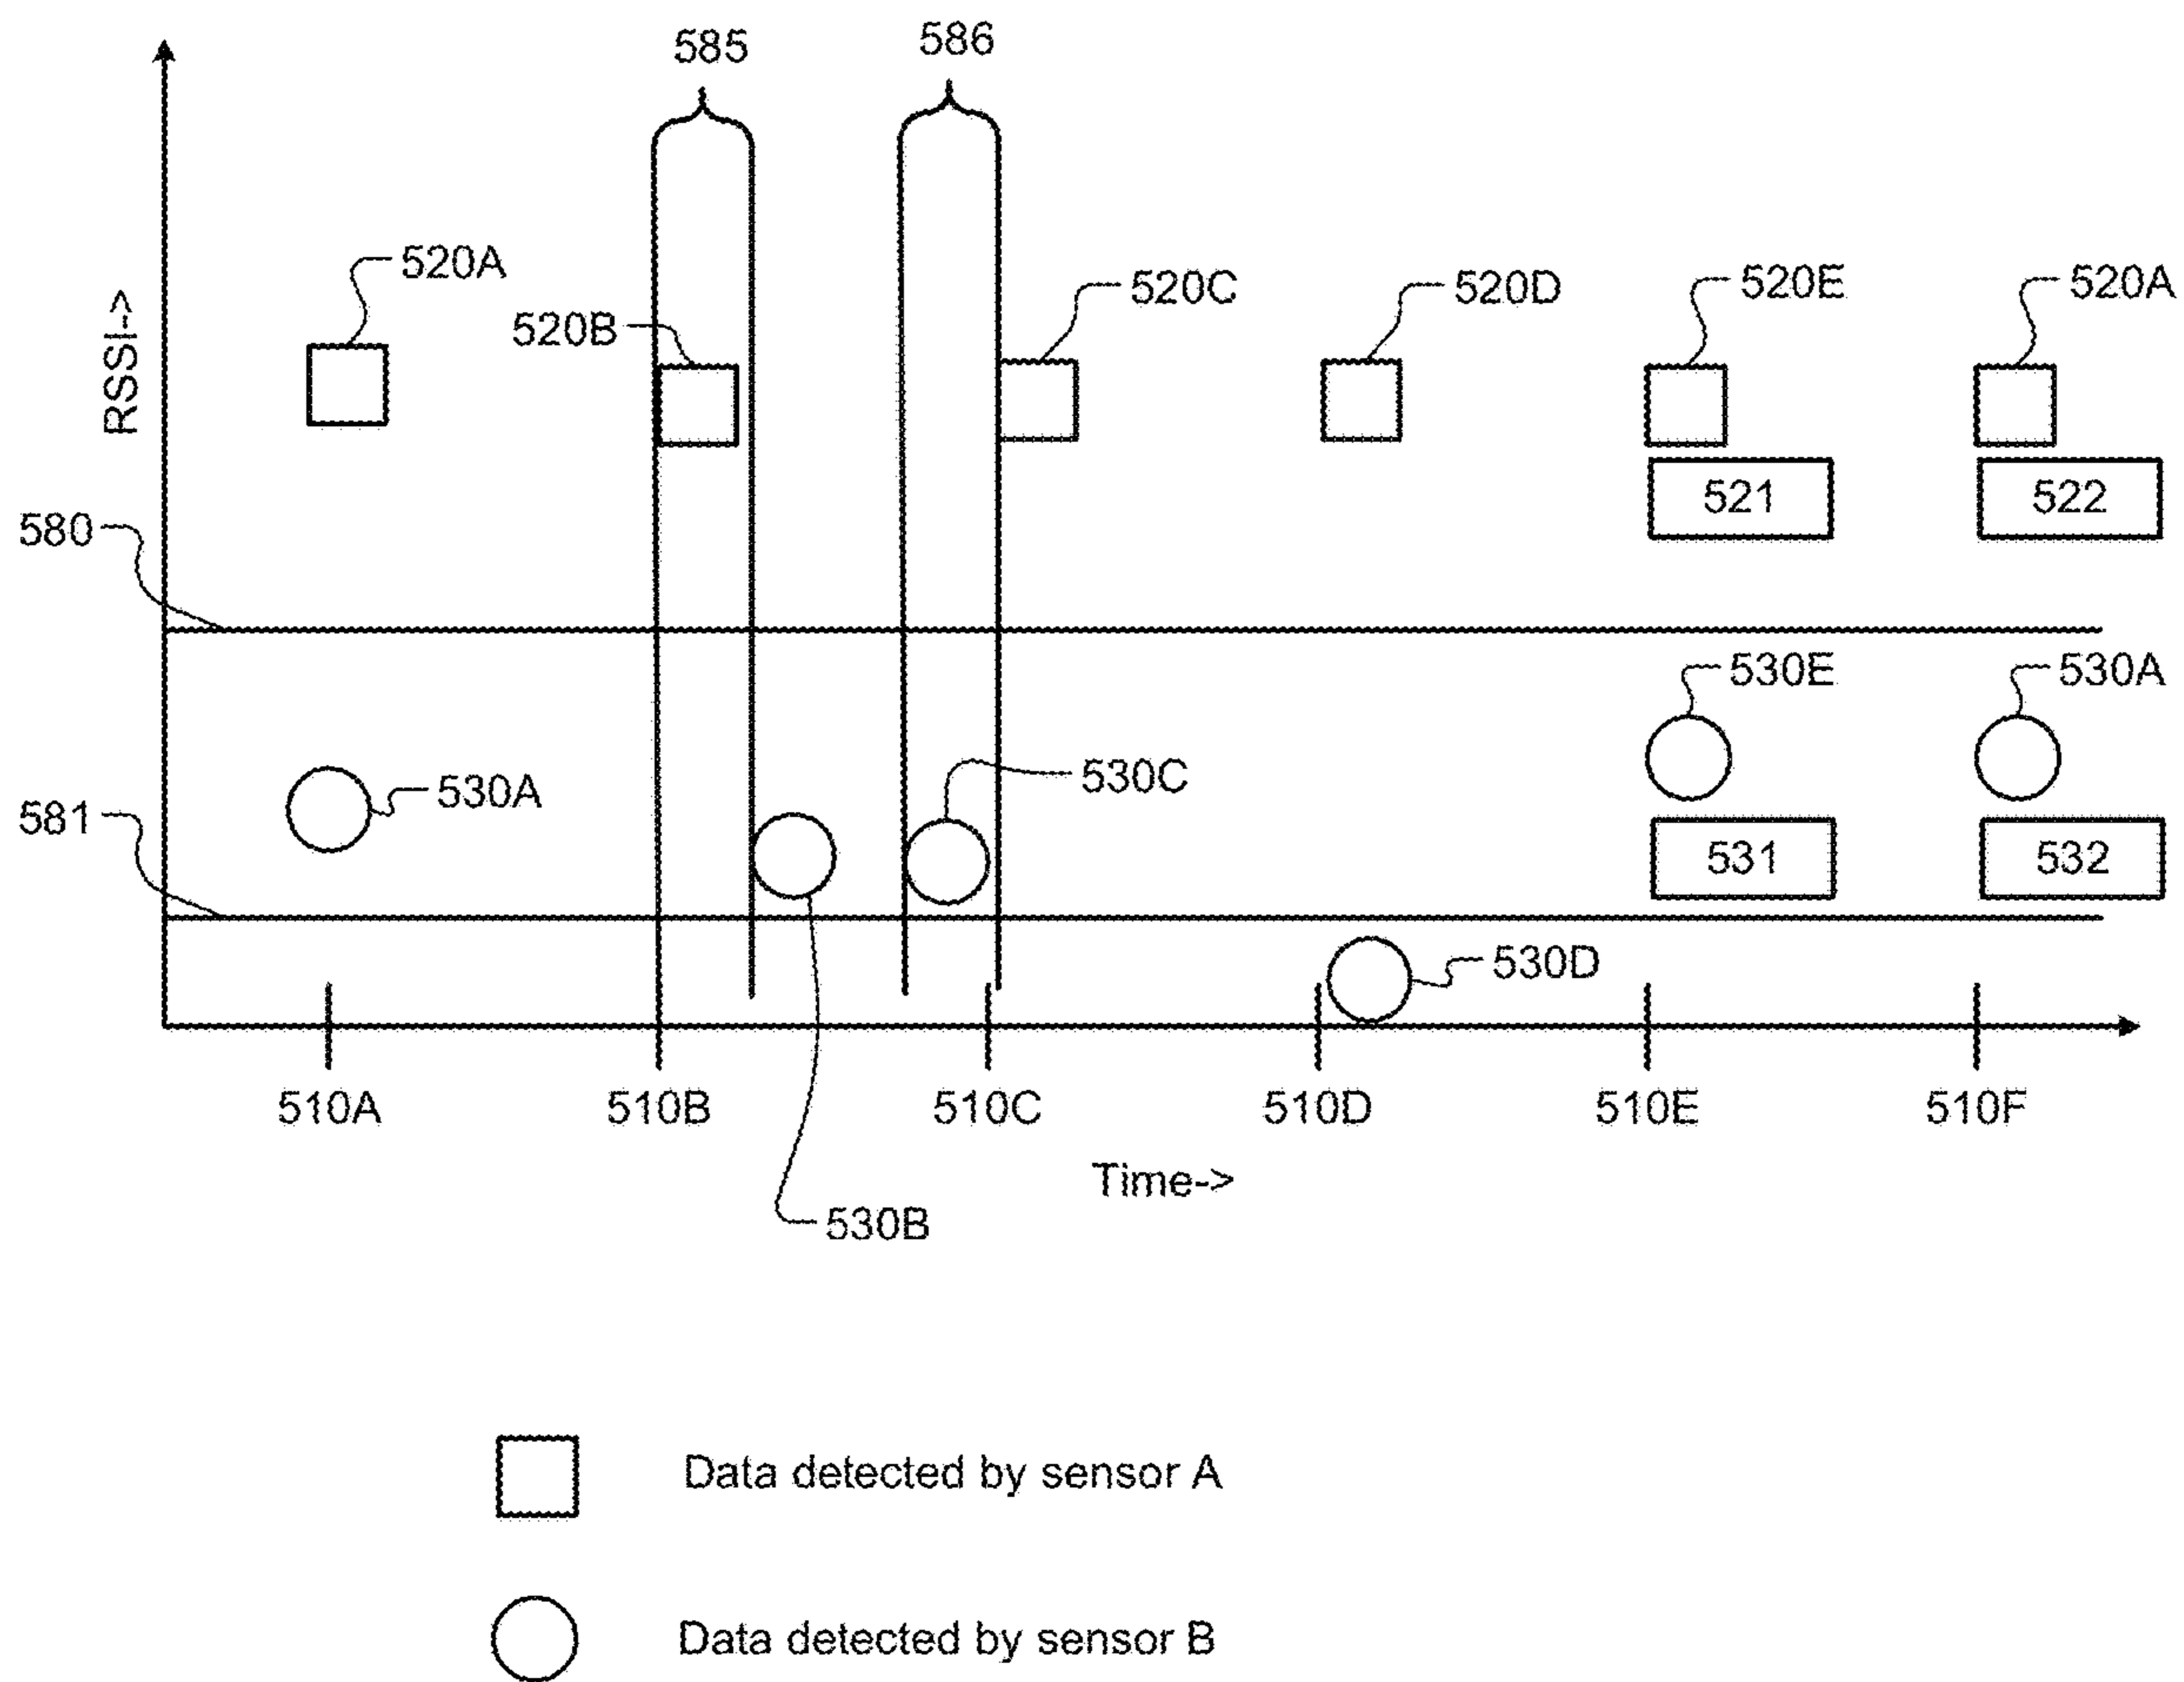 585
586
520A
520B
520C
520D
520E
520A
RSSI->
521
522
580
530E
530A
530A
530C
581
531
532
530D
510A
510B
510C
510D
510E
510F
Time->
530B
Data detected by sensor A
Data detected by sensor B